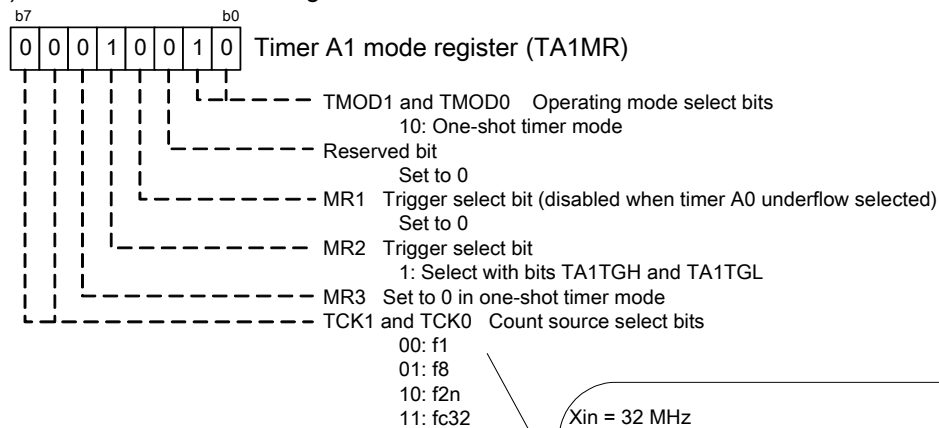 b7 b0
0 0 0 1 0 0 1 0 Timer A1 mode register (TA1MR)
TMOD1 and TMOD0 Operating mode select bits
10: One-shot timer mode
Reserved bit
Set to 0
MR1 Trigger select bit (disabled when timer A0 underflow selected)
Set to 0
MR2 Trigger select bit
1: Select with bits TA1TGH and TA1TGL
MR3 Set to 0 in one-shot timer mode
TCK1 and TCK0 Count source select bits
00: f1
01: f8
10: f2n
11: fc32
Xin = 32 MHz